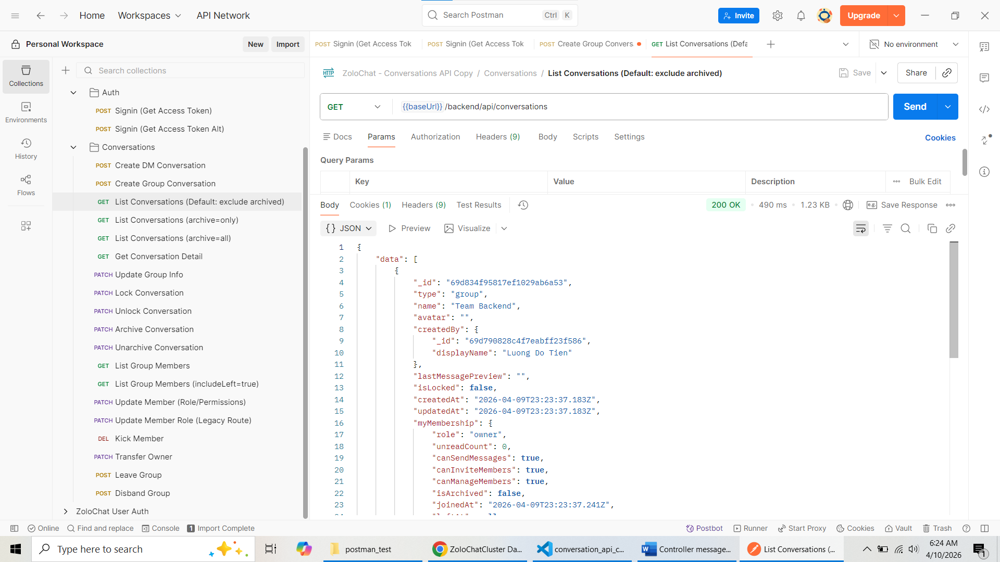 Home Workspaces API Network Search Postman Ctrl K Invite Upgrade
Personal Workspace New Import
POST Signin (Get Access Tok POST Signin (Get Access Tok POST Create Group Convers GET List Conversations (Defa No environment
Collections
Environments
History
Flows
Search collections
Auth
POST Signin (Get Access Token)
POST Signin (Get Access Token Alt)
Conversations
POST Create DM Conversation
POST Create Group Conversation
GET List Conversations (Default: exclude archived)
GET List Conversations (archive=only)
GET List Conversations (archive=all)
GET Get Conversation Detail
PATCH Update Group Info
PATCH Lock Conversation
PATCH Unlock Conversation
PATCH Archive Conversation
PATCH Unarchive Conversation
GET List Group Members
GET List Group Members (includeLeft=true)
PATCH Update Member (Role/Permissions)
PATCH Update Member Role (Legacy Route)
DEL Kick Member
PATCH Transfer Owner
POST Leave Group
POST Disband Group
ZoloChat User Auth
HTTP ZoloChat - Conversations API Copy / Conversations / List Conversations (Default: exclude archived) Save Share
GET {{baseUrl}}/backend/api/conversations Send
Docs Params Authorization Headers (9) Body Scripts Settings Cookies
Query Params
Key Value Description Bulk Edit
Body Cookies (1) Headers (9) Test Results 200 OK 490 ms 1.23 KB e.g. Save Response
{} JSON Preview Visualize
1 {
2 "data": [
3 {
4 "_id": "69d834f95817ef1029ab6a53",
5 "type": "group",
6 "name": "Team Backend",
7 "avatar": "",
8 "createdBy": {
9 "_id": "69d790828c4f7eabff23f586",
10 "displayName": "Luong Do Tien"
11 },
12 "lastMessagePreview": "",
13 "isLocked": false,
14 "createdAt": "2026-04-09T23:23:37.183Z",
15 "updatedAt": "2026-04-09T23:23:37.183Z",
16 "myMembership": {
17 "role": "owner",
18 "unreadCount": 0,
19 "canSendMessages": true,
20 "canInviteMembers": true,
21 "canManageMembers": true,
22 "isArchived": false,
23 "joinedAt": "2026-04-09T23:23:37.241Z",
Online Find and replace Console 1 Import Complete Postbot Runner Start Proxy Cookies Vault Trash
Type here to search postman_test ZoloChatCluster Da... conversation_api_c... Controller message... List Conversations (... 6:24 AM
4/10/2026 1